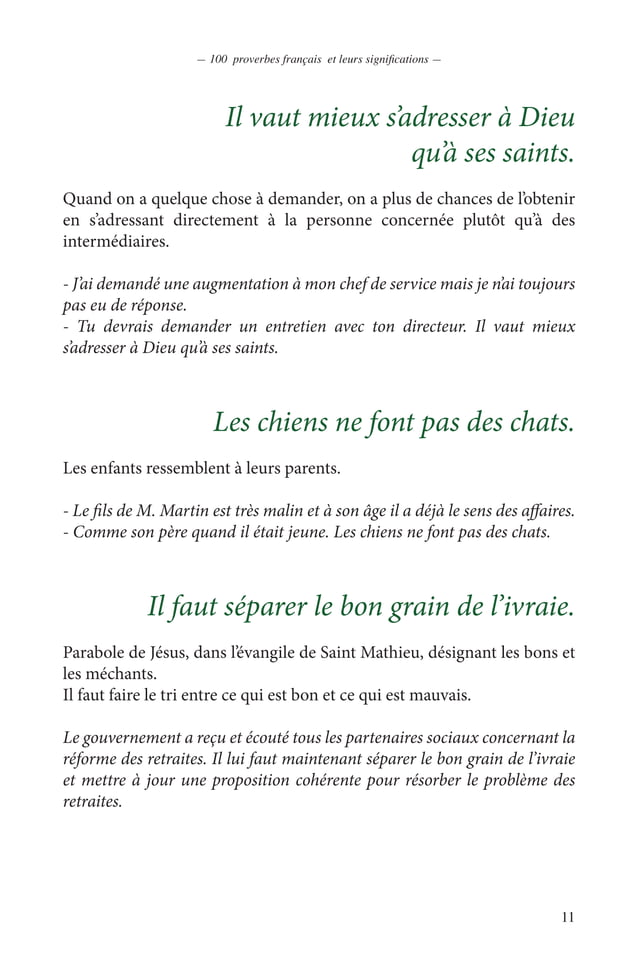 — 100 proverbes français et leurs significations —
Il vaut mieux s’adresser à Dieu
qu’à ses saints.
Quand on a quelque chose à demander, on a plus de chances de l’obtenir
en s’adressant directement à la personne concernée plutôt qu’à des
intermédiaires.
- J’ai demandé une augmentation à mon chef de service mais je n’ai toujours
pas eu de réponse.
- Tu devrais demander un entretien avec ton directeur. Il vaut mieux
s’adresser à Dieu qu’à ses saints.
Les chiens ne font pas des chats.
Les enfants ressemblent à leurs parents.
- Le fils de M. Martin est très malin et à son âge il a déjà le sens des affaires.
- Comme son père quand il était jeune. Les chiens ne font pas des chats.
Il faut séparer le bon grain de l’ivraie.
Parabole de Jésus, dans l’évangile de Saint Mathieu, désignant les bons et
les méchants.
Il faut faire le tri entre ce qui est bon et ce qui est mauvais.
Le gouvernement a reçu et écouté tous les partenaires sociaux concernant la
réforme des retraites. Il lui faut maintenant séparer le bon grain de l’ivraie
et mettre à jour une proposition cohérente pour résorber le problème des
retraites.
11